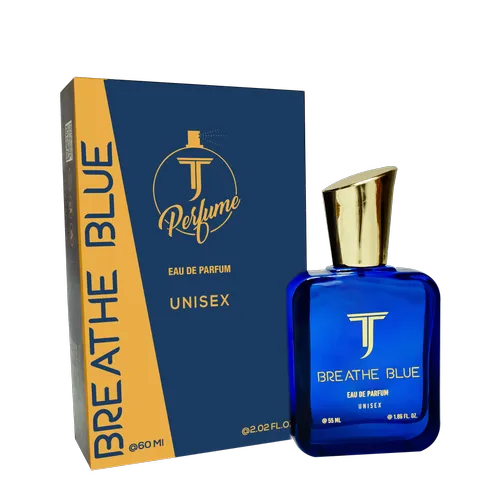 BREATHE BLUE
TJ
Perfume
EAU DE PARFUM
UNISEX
@60 Ml
@2.02 FL.O
TJ
BREATHE BLUE
EAU DE PARFUM
UNISEX
@ 55 ML
@ 1.86 FL. OZ.